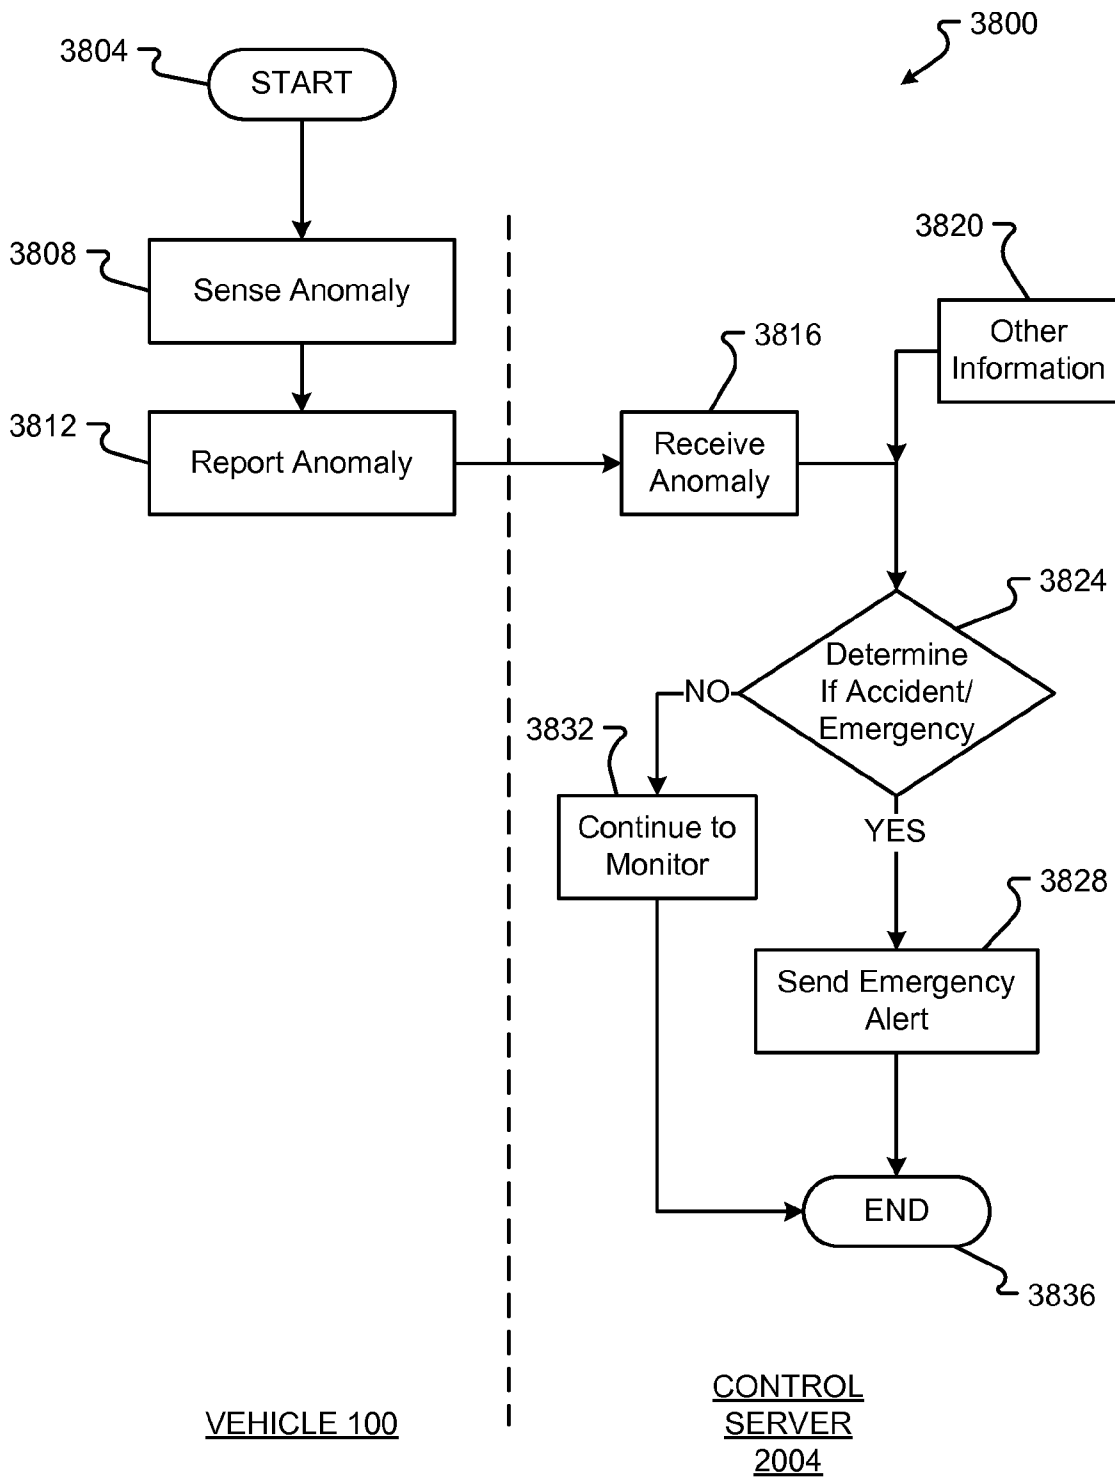 3800
3804
START
3820
3808
Sense Anomaly
Other
Information
3816
3812
Report Anomaly
Receive
Anomaly
3824
Determine
If Accident/
Emergency
NO
3832
Continue to
Monitor
YES
3828
Send Emergency
Alert
END
3836
VEHICLE 100
CONTROL
SERVER
2004